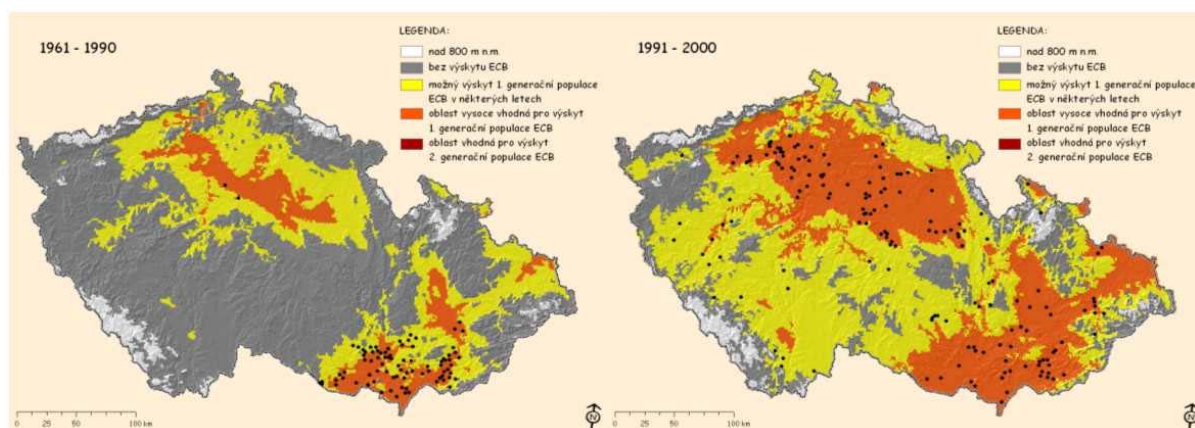 1961 - 1990
LEGENDA:
nad 800 m n.m.
bez výskytu ECB
možný výskyt 1. generační populace
ECB v některých letech
oblast vysoce vhodná pro výskyt
1. generační populace ECB
oblast vhodná pro výskyt
2. generační populace ECB
0 25 50 100 km
N
1991 - 2000
LEGENDA:
nad 800 m n.m.
bez výskytu ECB
možný výskyt 1. generační populace
ECB v některých letech
oblast vysoce vhodná pro výskyt
1. generační populace ECB
oblast vhodná pro výskyt
2. generační populace ECB
0 25 50 100 km
N